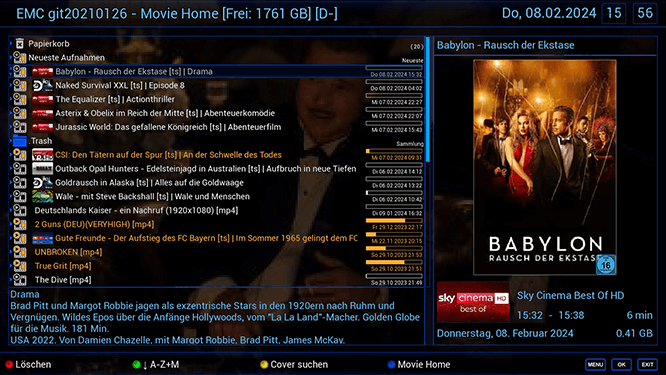 EMC git20210126 - Movie Home [Frei: 1761 GB] [D-]
Do, 08.02.2024
15
56
Papierkorb
( 20 )
Neueste Aufnahmen
Neueste
Babylon - Rausch der Ekstase [ts] | Drama
Do 08.02 2024 15:32
Naked Survival XXL [ts] | Episode 8
Do 08.02 2024 04:02
The Equalizer [ts] | Actionthriller
Mi 07.02 2024 22:27
Asterix & Obelix im Reich der Mitte [ts] | Abenteuerkomödie
Mi 07.02 2024 22:07
Jurassic World: Das gefallene Königreich [ts] | Abenteuerfilm
Mi 07.02 2024 15:43
.Trash
Sammlung
CSI: Den Tätern auf der Spur [ts] | An der Schwelle des Todes
Mi 07.02 2024 09:31
Outback Opal Hunters - Edelsteinjagd in Australien [ts] | Aufbruch in neue Tiefen
Di 06.02 2024 14:12
Goldrausch in Alaska [ts] | Alles auf die Goldwaage
Di 06.02 2024 13:22
Wale - mit Steve Backshall [ts] | Wale und Menschen
Di 06.02 2024 10:42
Deutschlands Kaiser - ein Nachruf (1920x1080) [mp4]
Di 09.01 2024 16:32
2 Guns (DEU)(VERYHIGH) [mp4]
Fr 29.12 2023 22:17
Gute Freunde - Der Aufstieg des FC Bayern [ts] | Im Sommer 1965 gelingt dem FC
Mi 22.11 2023 20:15
UNBROKEN [mp4]
So 29.10 2023 21:53
True Grit [mp4]
So 29.10 2023 21:51
The Dive [mp4]
So 29.10 2023 21:49
Babylon - Rausch der Ekstase
BABYLON
RAUSCH DER EKSTASE
16
sky cinema HD
best of
Sky Cinema Best Of HD
15:32 - 15:38
6 min
Donnerstag, 08. Februar 2024
0.41 GB
Drama
Brad Pitt und Margot Robbie jagen als exzentrische Stars in den 1920ern nach Ruhm und
Vergnügen. Wildes Epos über die Anfänge Hollywoods, vom "La La Land"-Macher. Golden Globe
für die Musik. 181 Min.
USA 2022. Von Damien Chazelle, mit Margot Robbie, Brad Pitt, James McKay,
Löschen
↓ A-Z+M
Cover suchen
Movie Home
MENU
OK
EXIT